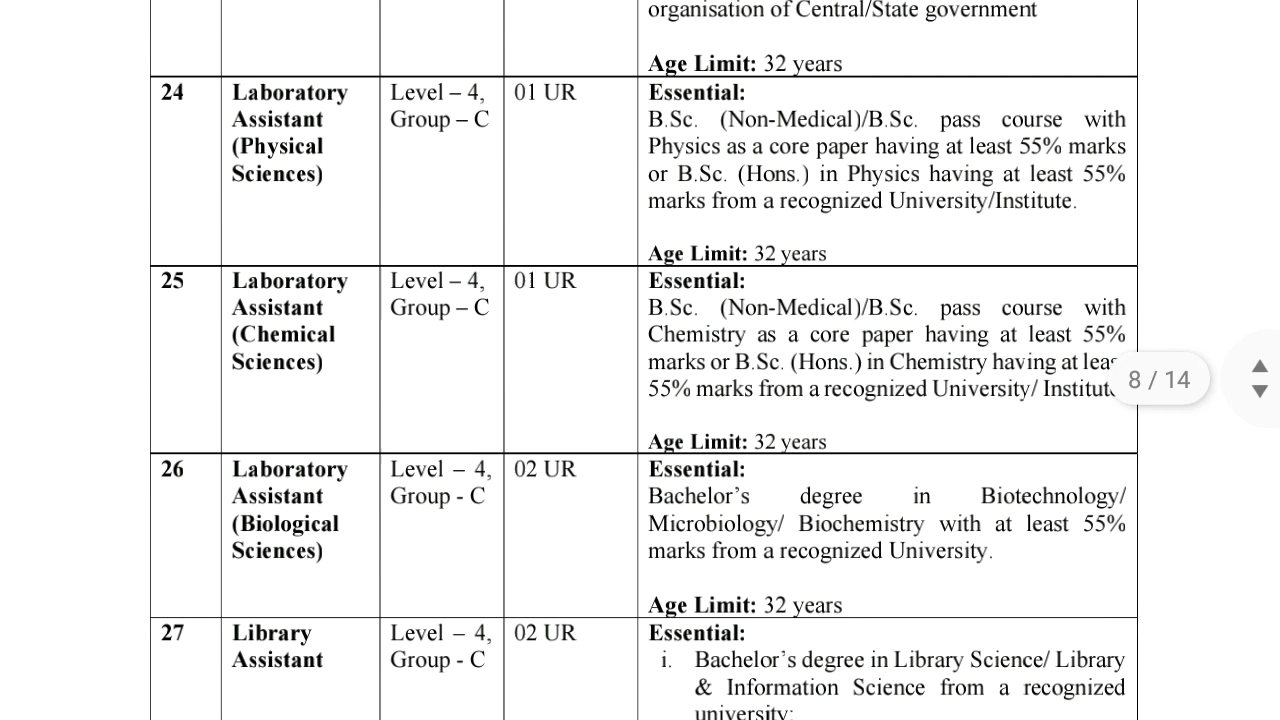 organisation of Central/State government
Age Limit: 32 years
24 Laboratory Assistant (Physical Sciences) Level – 4, Group – C 01 UR Essential:
B.Sc. (Non-Medical)/B.Sc. pass course with
Physics as a core paper having at least 55% marks
or B.Sc. (Hons.) in Physics having at least 55%
marks from a recognized University/Institute.
Age Limit: 32 years
25 Laboratory Assistant (Chemical Sciences) Level – 4, Group – C 01 UR Essential:
B.Sc. (Non-Medical)/B.Sc. pass course with
Chemistry as a core paper having at least 55%
marks or B.Sc. (Hons.) in Chemistry having at
55% marks from a recognized University/
Age Limit: 32 years
8 / 14
26 Laboratory Assistant (Biological Sciences) Level – 4, Group - C 02 UR Essential:
Bachelor’s degree in Biotechnology/
Microbiology/ Biochemistry with at least 55%
marks from a recognized University.
Age Limit: 32 years
27 Library Assistant Level – 4, Group - C 02 UR Essential:
i. Bachelor’s degree in Library Science/ Library
& Information Science from a recognized
university;